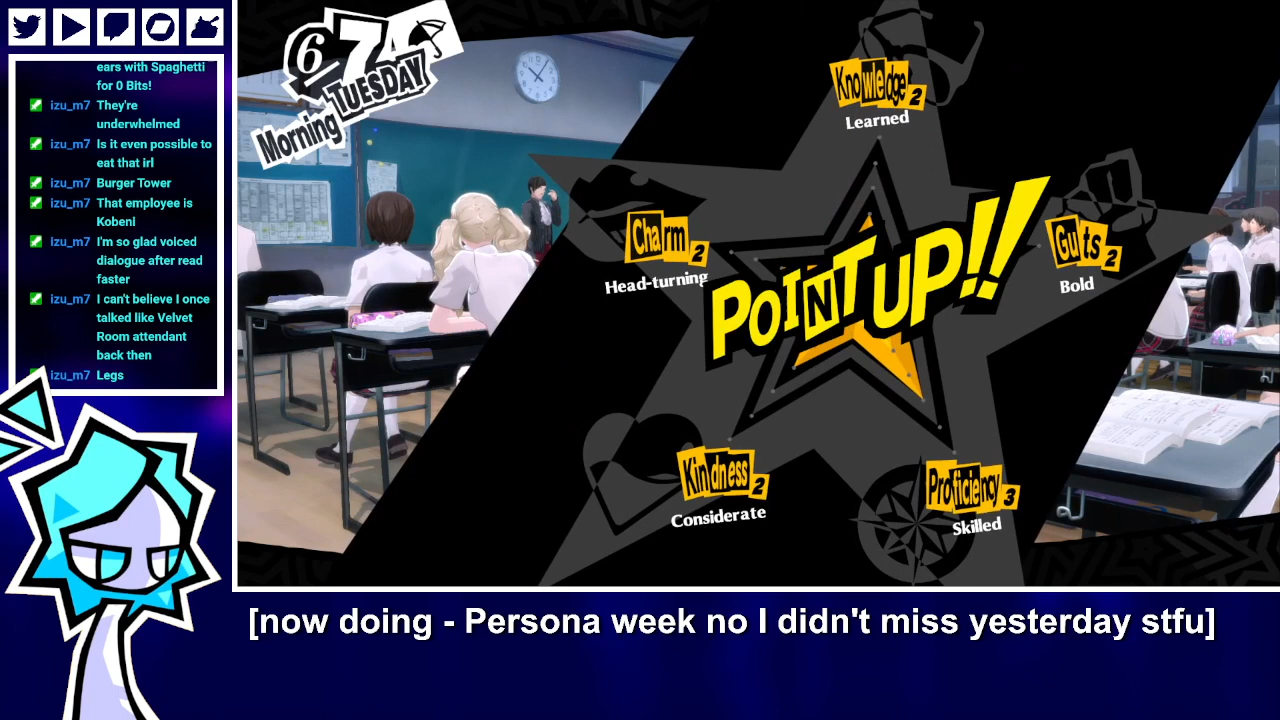 ears with Spaghetti
for 0 Bits!
izu_m7 They're
underwhelmed
izu_m7 Is it even possible to
eat that irl
izu_m7 Burger Tower
izu_m7 That employee is
Kobeni
izu_m7 I'm so glad voiced
dialogue after read
faster
izu_m7 I can't believe I once
talked like Velvet
Room attendant
back then
izu_m7 Legs
6/7
TUESDAY
Morning
Knowledge 2
Learned
Charm 2
Head-turning
Guts 2
Bold
POINT UP!!
Kindness 2
Considerate
Proficiency 3
Skilled
[now doing - Persona week no I didn't miss yesterday stfu]